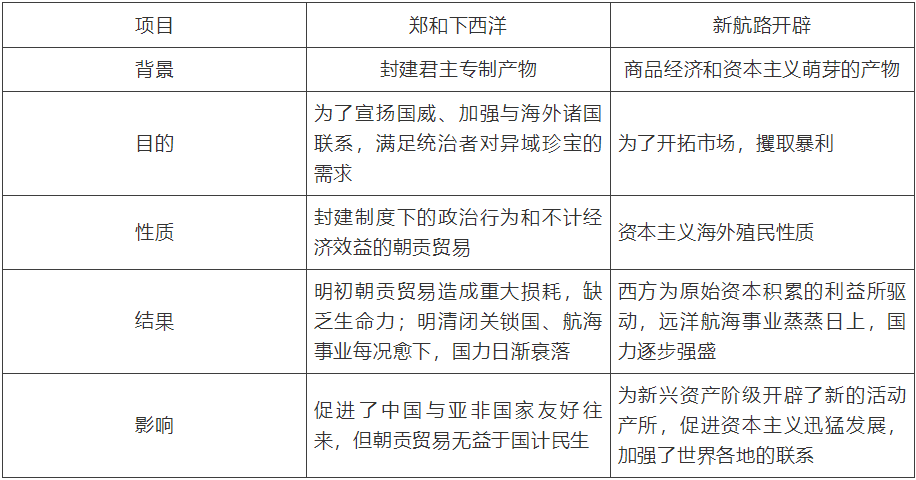 项目
郑和下西洋
新航路开辟
背景
封建君主专制产物
商品经济和资本主义萌芽的产物
目的
为了宣扬国威、加强与海外诸国
联系，满足统治者对异域珍宝的
需求
为了开拓市场，攫取暴利
性质
封建制度下的政治行为和不计经
济效益的朝贡贸易
资本主义海外殖民性质
结果
明初朝贡贸易造成重大损耗，缺
乏生命力；明清闭关锁国、航海
事业每况愈下，国力日渐衰落
西方为原始资本积累的利益所驱
动，远洋航海事业蒸蒸日上，国
力逐步强盛
影响
促进了中国与亚非国家友好往
来，但朝贡贸易无益于国计民生
为新兴资产阶级开辟了新的活动
产所，促进资本主义迅猛发展，
加强了世界各地的联系